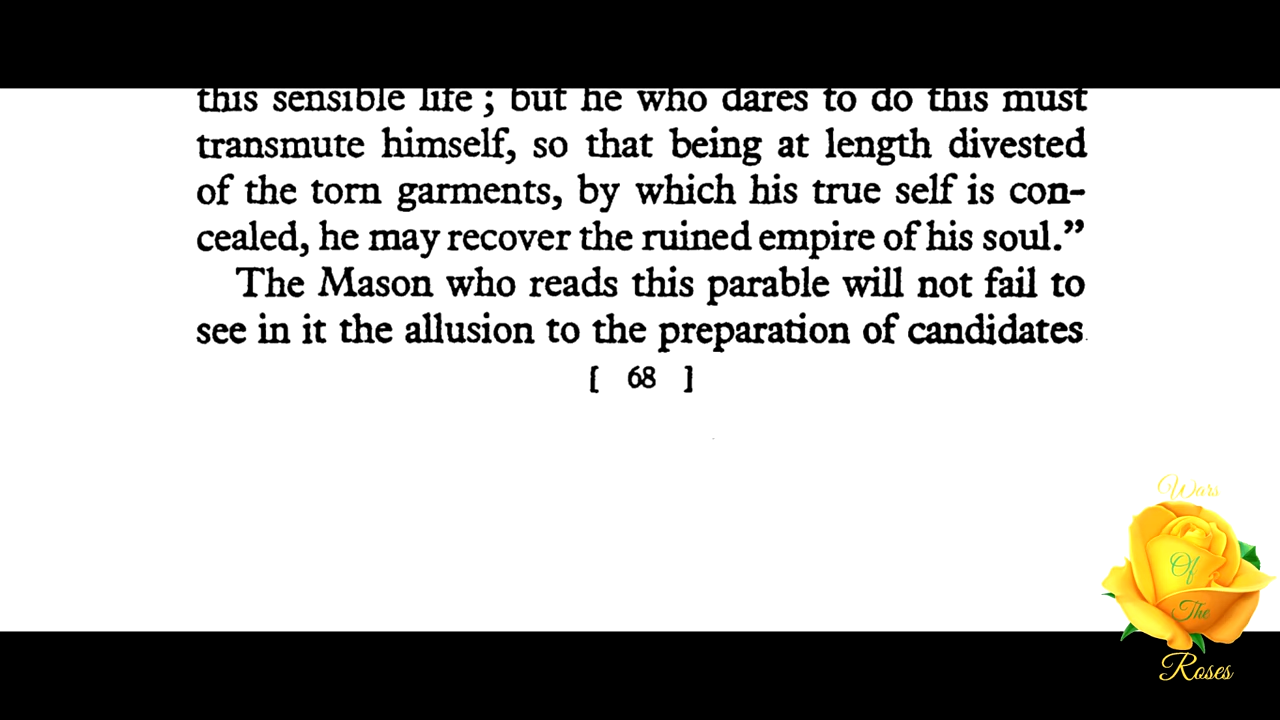 this sensible life ; but he who dares to do this must
transmute himself, so that being at length divested
of the torn garments, by which his true self is con-
cealed, he may recover the ruined empire of his soul.”
The Mason who reads this parable will not fail to
see in it the allusion to the preparation of candidates
[ 68 ]
Wars
Of
The
Roses